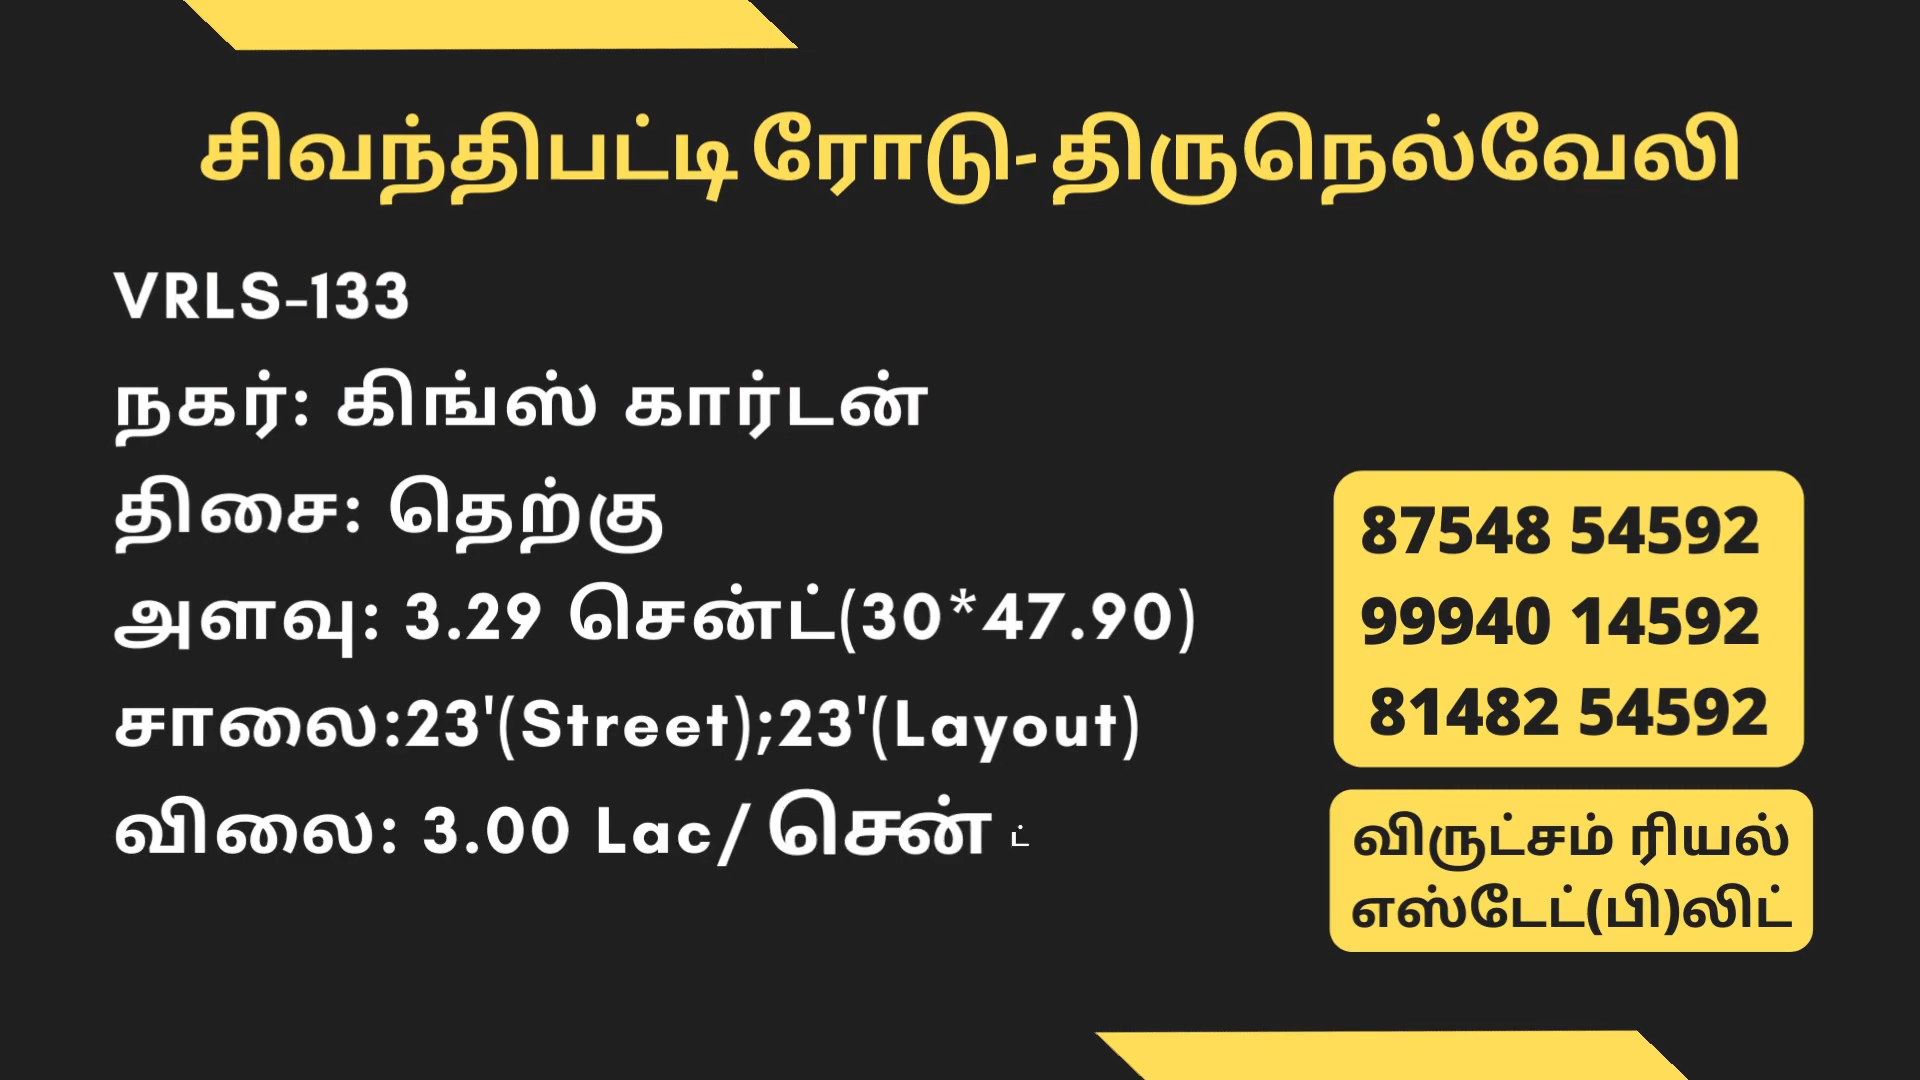 சிவந்திபட்டி ரோடு- திருநெல்வேலி
VRLS-133
நகர்: கிங்ஸ் கார்டன்
திசை: தெற்கு
அளவு: 3.29 சென்ட்(30*47.90)
சாலை:23'(Street);23'(Layout)
விலை: 3.00 Lac/ சென்ட்
87548 54592
99940 14592
81482 54592
விருட்சம் ரியல்
எஸ்டேட்(பி)லிட்